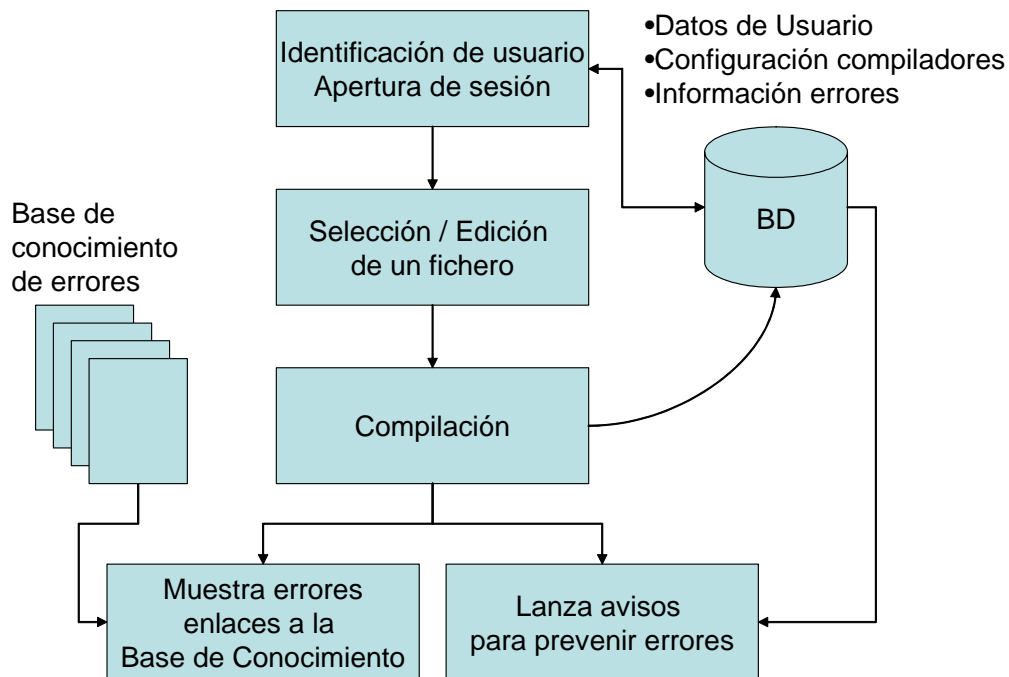 Identificación de usuario
Apertura de sesión
•Datos de Usuario
•Configuración compiladores
•Información errores
BD
Selección / Edición
de un fichero
Base de
conocimiento
de errores
Compilación
Muestra errores
enlaces a la
Base de Conocimiento
Lanza avisos
para prevenir errores